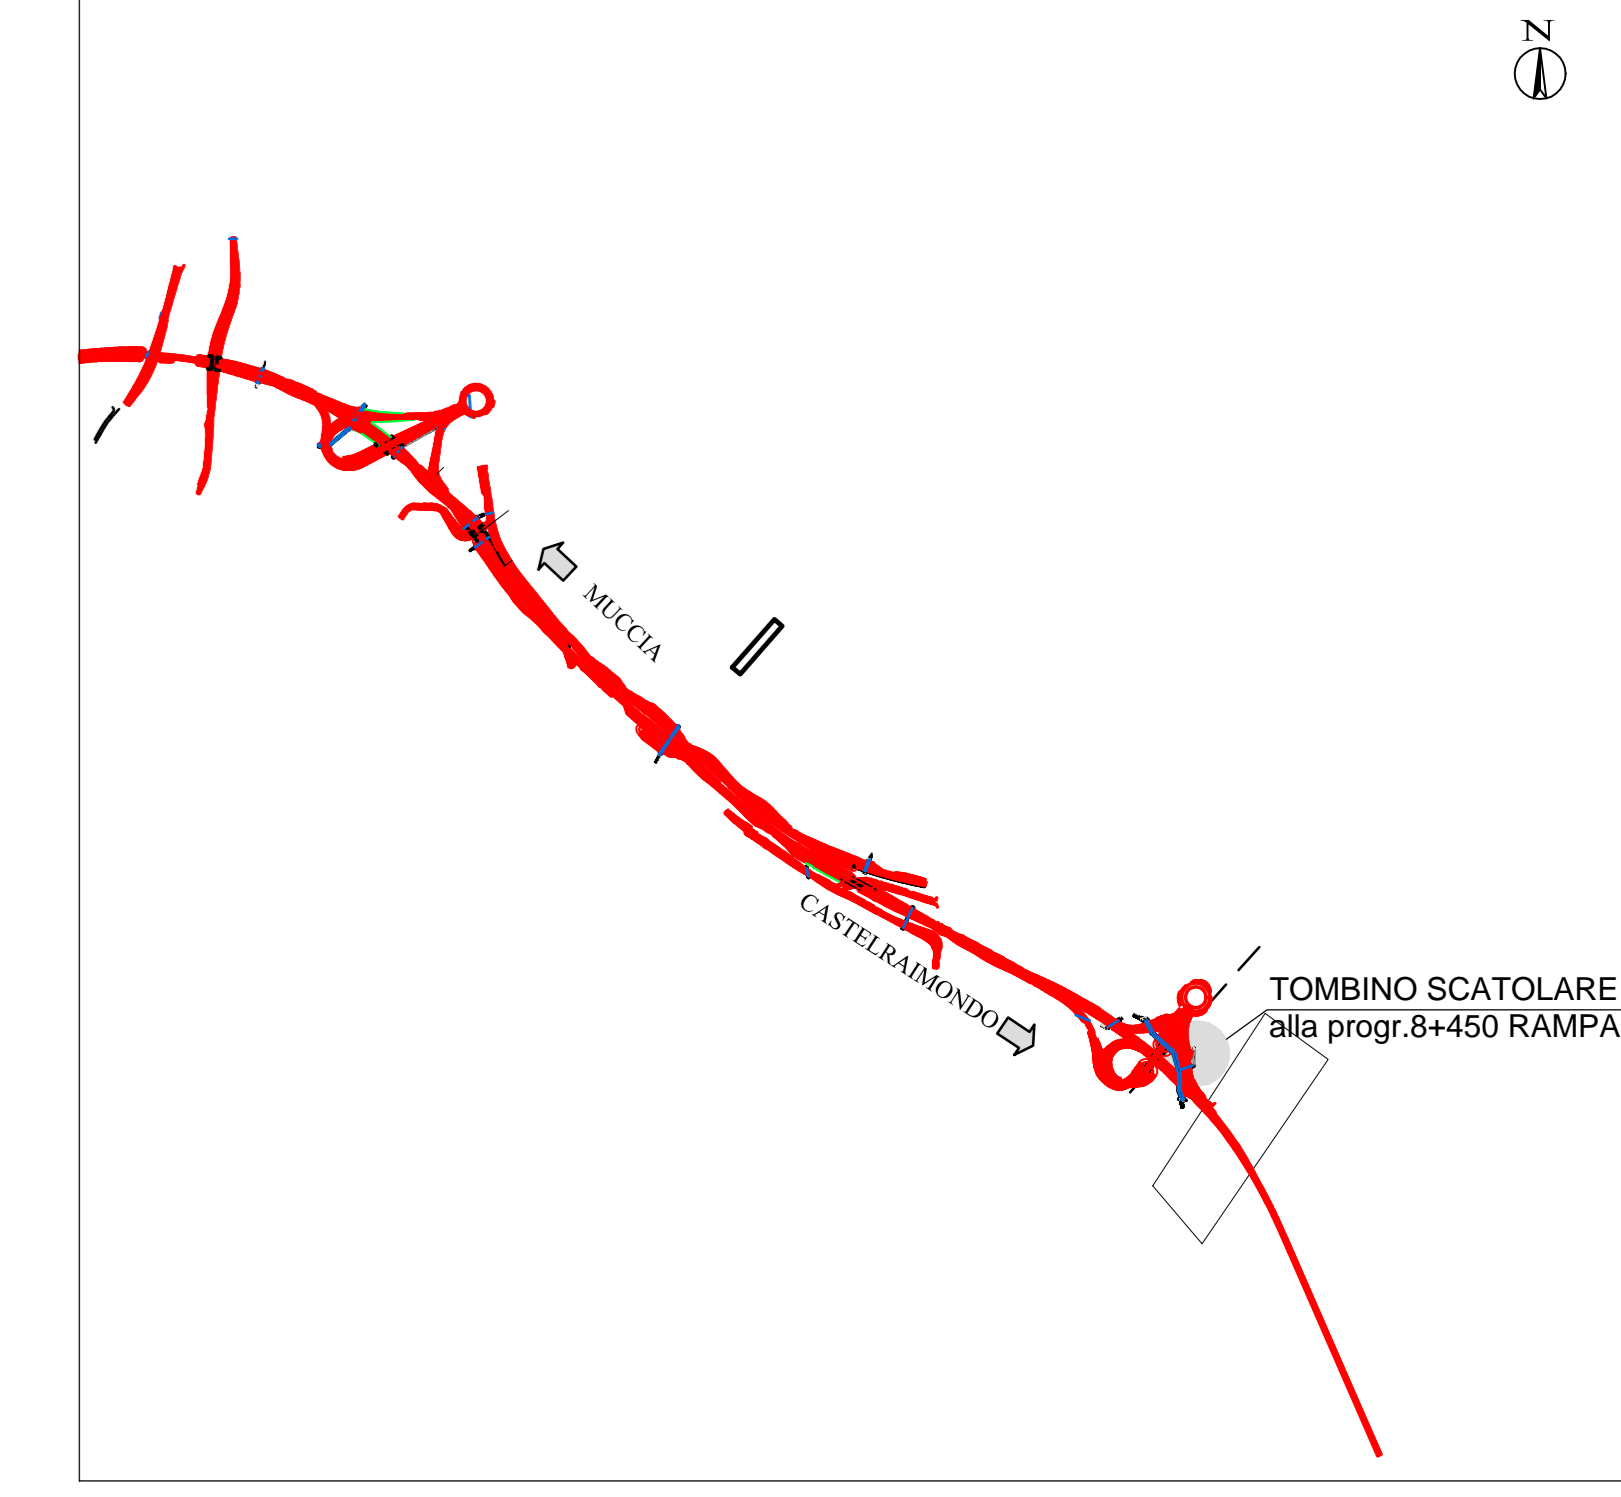 N
MUCCIA
CASTELRAIMONDO
TOMBINO SCATOLARE
alla progr.8+450 RAMPA